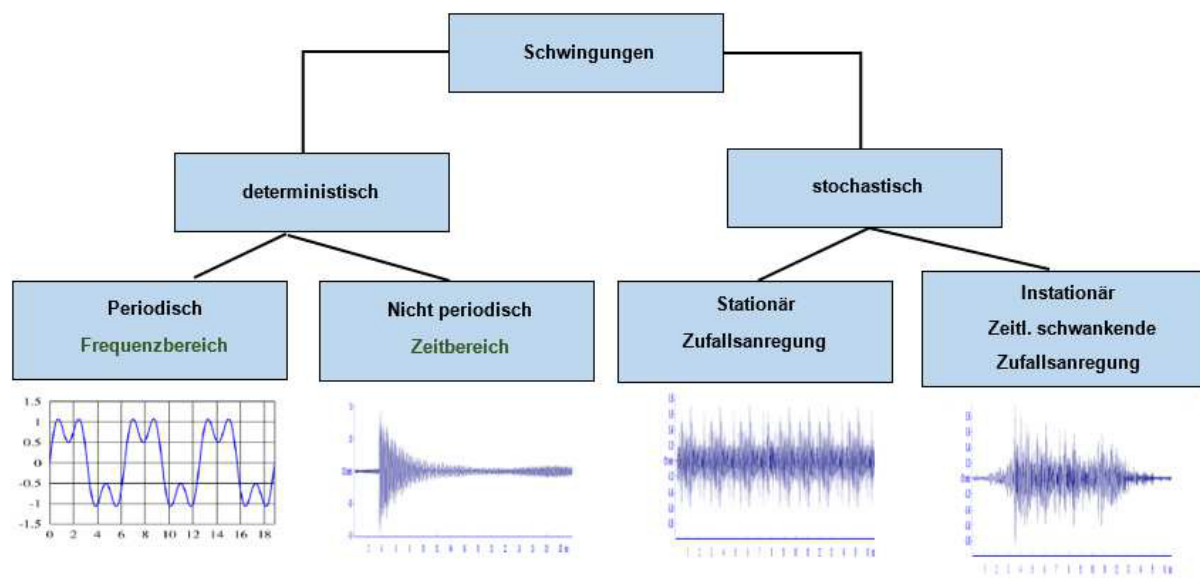 Schwingungen
deterministisch
stochastisch
Periodisch
Frequenzbereich
Nicht periodisch
Zeitbereich
Stationär
Zufallsanregung
Instationär
Zeitl. schwankende
Zufallsanregung
1.5
1
0.5
0
-0.5
-1
-1.5
0 2 4 6 8 10 12 14 16 18